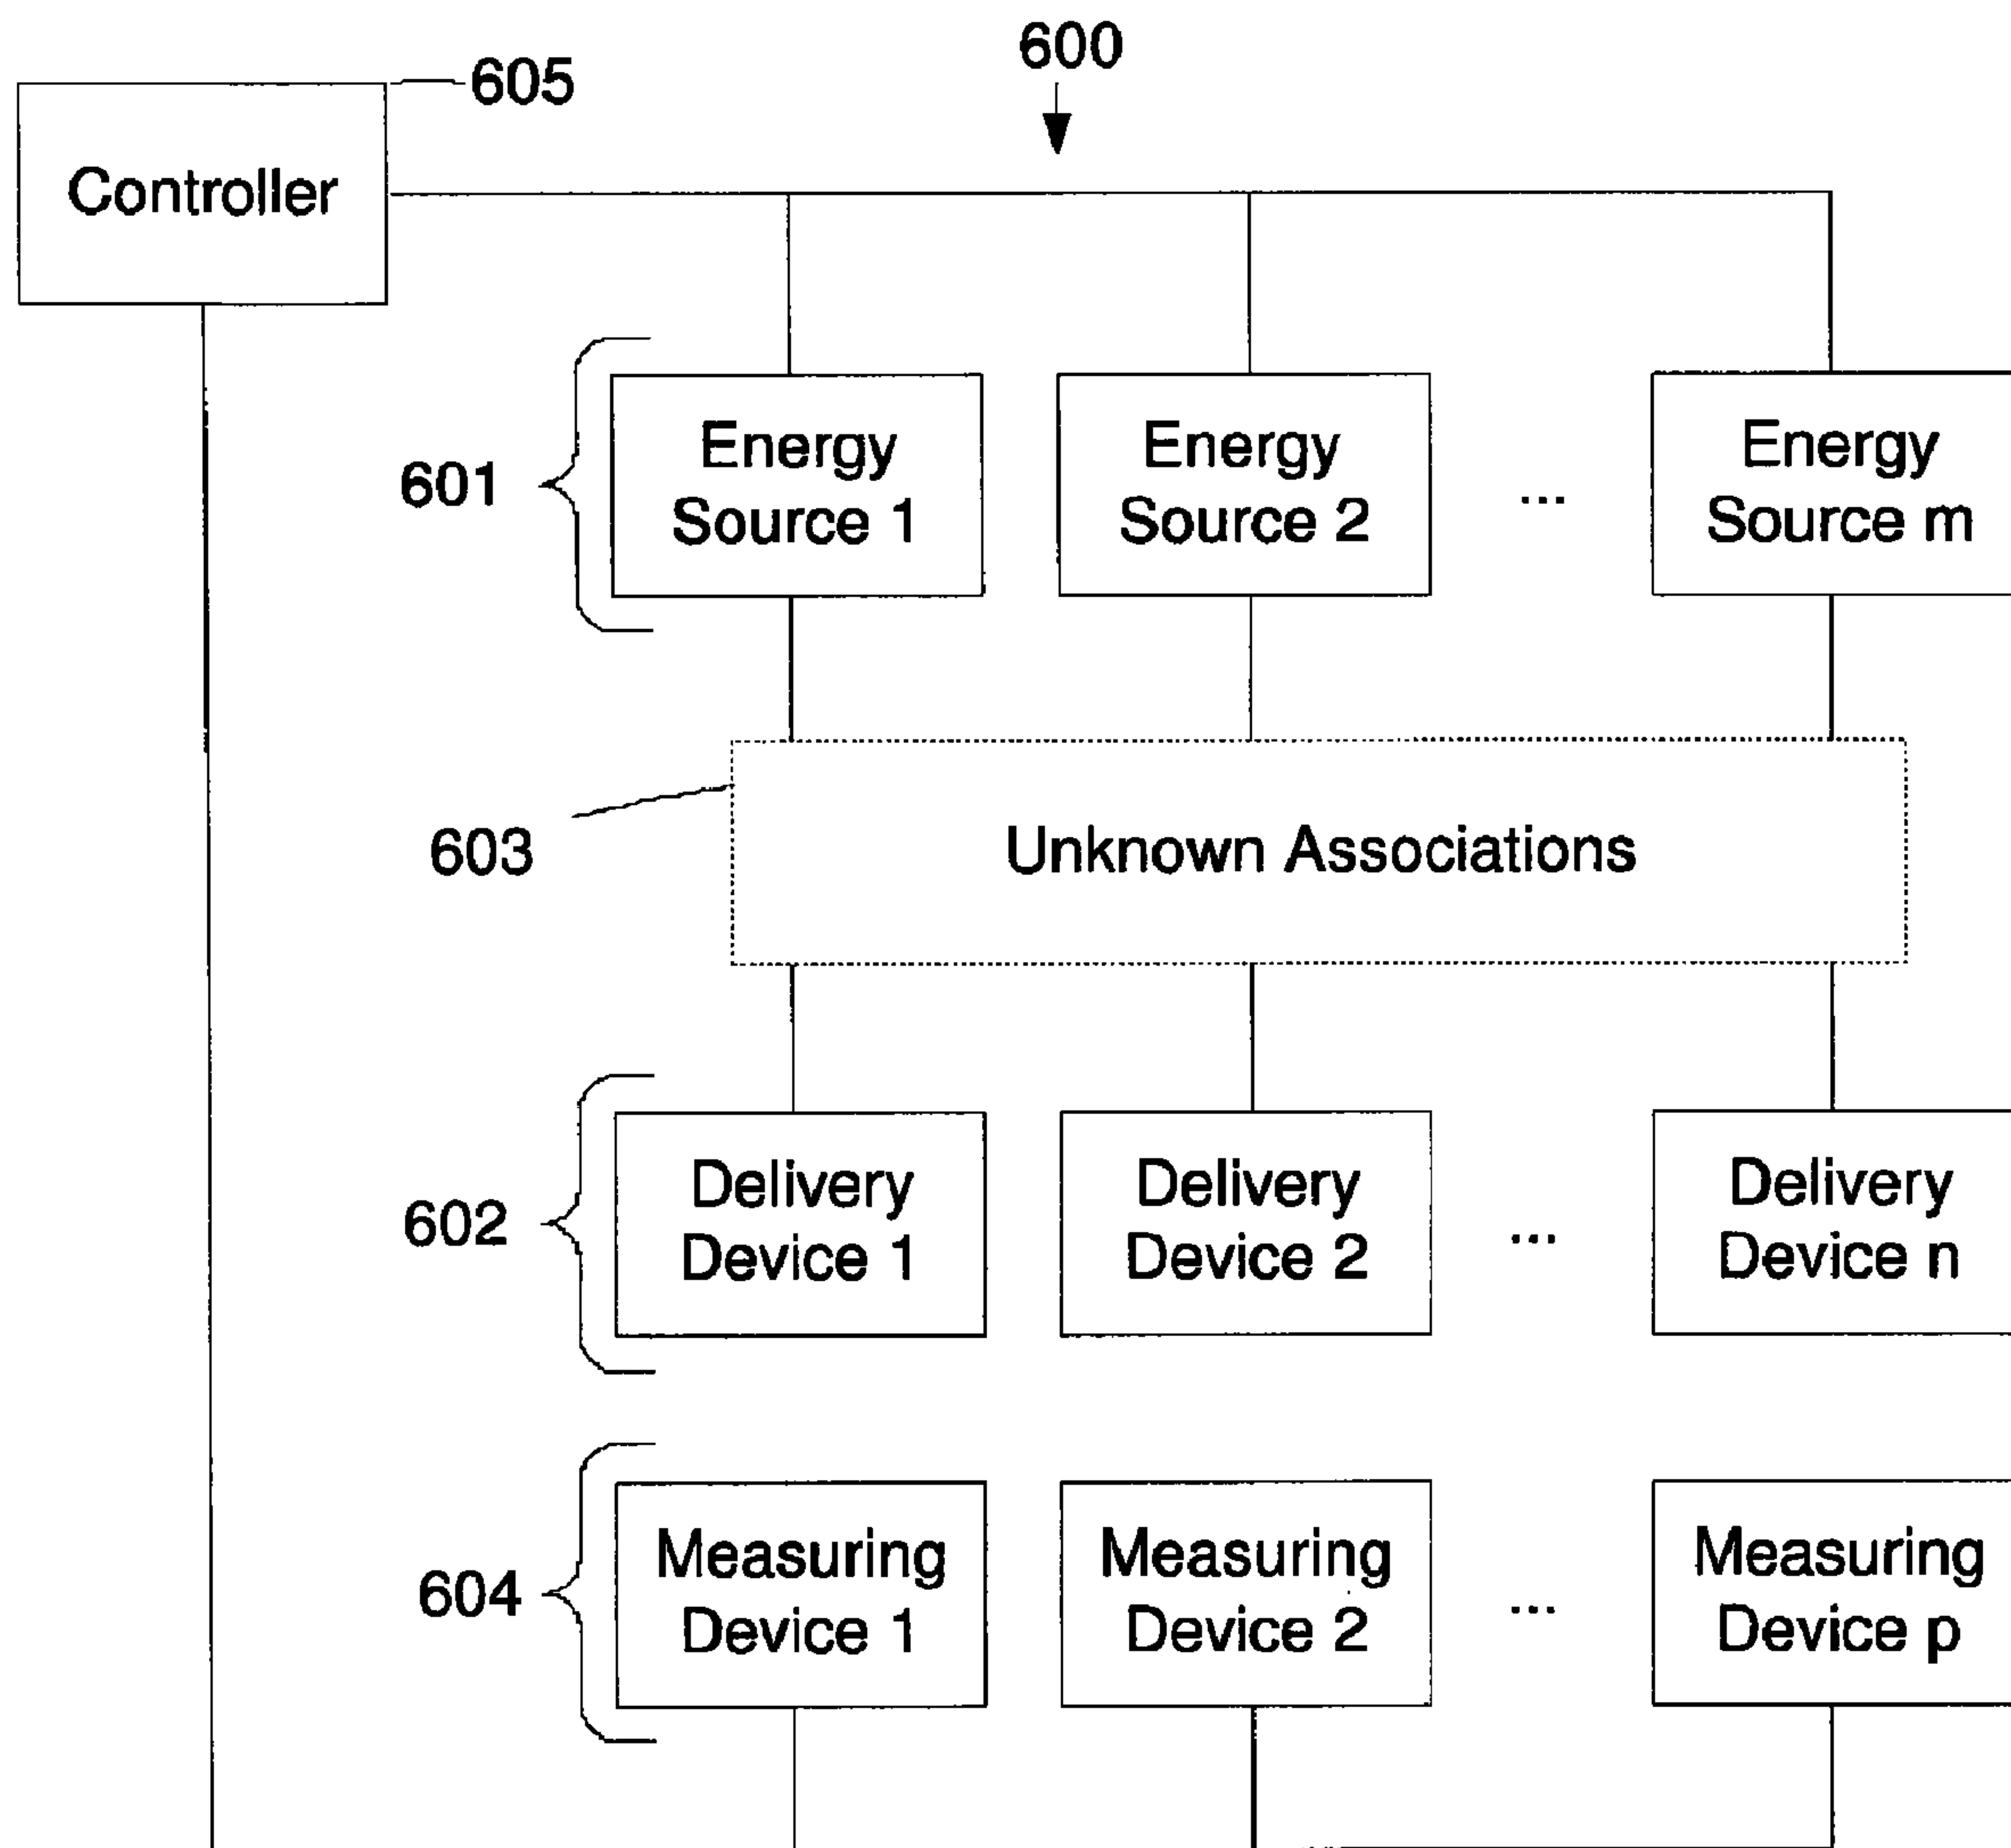 600
605
Controller
601
Energy
Source 1
Energy
Source 2
...
Energy
Source m
603
Unknown Associations
602
Delivery
Device 1
Delivery
Device 2
...
Delivery
Device n
604
Measuring
Device 1
Measuring
Device 2
...
Measuring
Device p